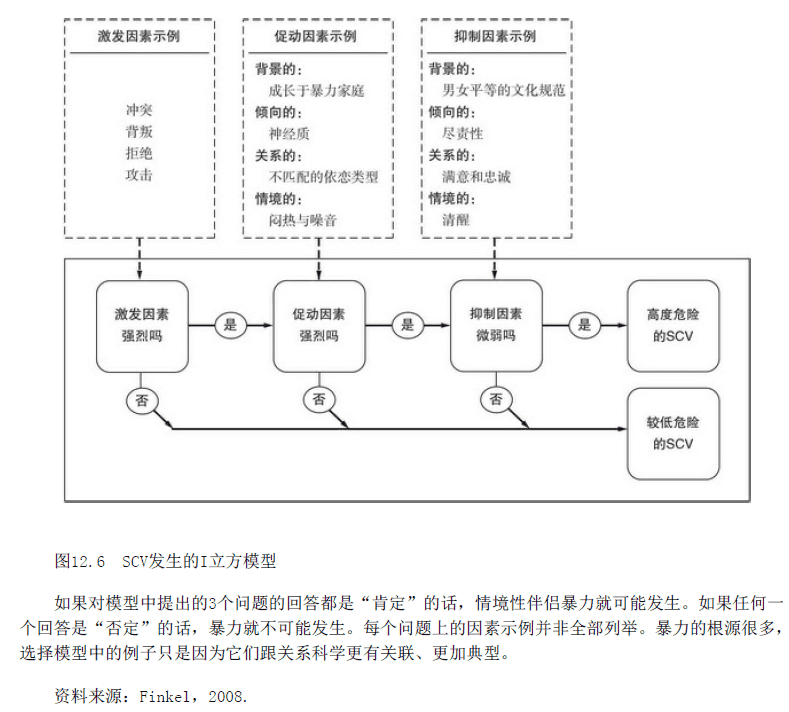 激发因素示例
冲突
背叛
拒绝
攻击
促动因素示例
背景的：
成长于暴力家庭
倾向的：
神经质
关系的：
不匹配的依恋类型
情境的：
闷热与噪音
抑制因素示例
背景的：
男女平等的文化规范
倾向的：
尽责性
关系的：
满意和忠诚
情境的：
清醒
激发因素
强烈吗
是
促动因素
强烈吗
是
抑制因素
微弱吗
是
高度危险
的SCV
否
否
否
较低危险
的SCV
图12.6 SCV发生的I立方模型
如果对模型中提出的3个问题的回答都是“肯定”的话，情境性伴侣暴力就可能发生。如果任何一
个回答是“否定”的话，暴力就不可能发生。每个问题上的因素示例并非全部列举。暴力的根源很多，
选择模型中的例子只是因为它们跟关系科学更有关联、更加典型。
资料来源：Finkel，2008.